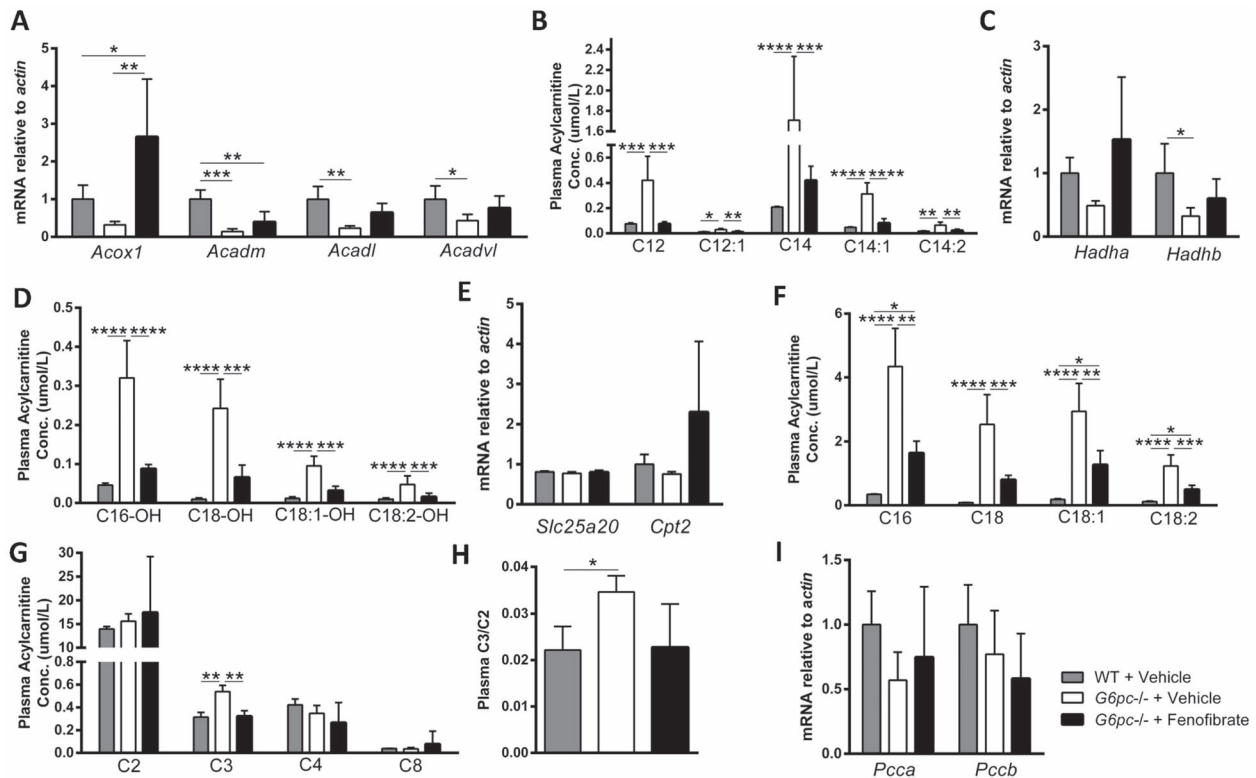 A
mRNA relative to actin
5
4
3
2
1
0
*
**
***
**
**
*
Acox1 Acadm Acadl Acadvl
B
Plasma Acylcarnitine
Conc. (umol/L)
2.4
2.0
1.6
1.2
0.6
0.4
0.2
0.0
*** ***
* **
**** ***
**** ****
** **
C12 C12:1 C14 C14:1 C14:2
C
mRNA relative to actin
3
2
1
0
*
Hadha Hadhb
D
Plasma Acylcarnitine
Conc. (umol/L)
0.5
0.4
0.3
0.2
0.1
0.0
**** ****
**** ***
**** ***
**** ***
C16-OH C18-OH C18:1-OH C18:2-OH
E
mRNA relative to actin
5
4
3
2
1
0
Slc25a20 Cpt2
F
Plasma Acylcarnitine
Conc. (umol/L)
6
4
2
0
*
**** **
**** ***
*
**** **
*
**** ***
C16 C18 C18:1 C18:2
G
Plasma Acylcarnitine
Conc. (umol/L)
30
25
20
15
10
0.6
0.4
0.2
0.0
** **
C2 C3 C4 C8
H
Plasma C3/C2
0.04
0.03
0.02
0.01
0.00
*
I
mRNA relative to actin
1.5
1.0
0.5
0.0
Pcca Pccb
WT + Vehicle
G6pc-/- + Vehicle
G6pc-/- + Fenofibrate